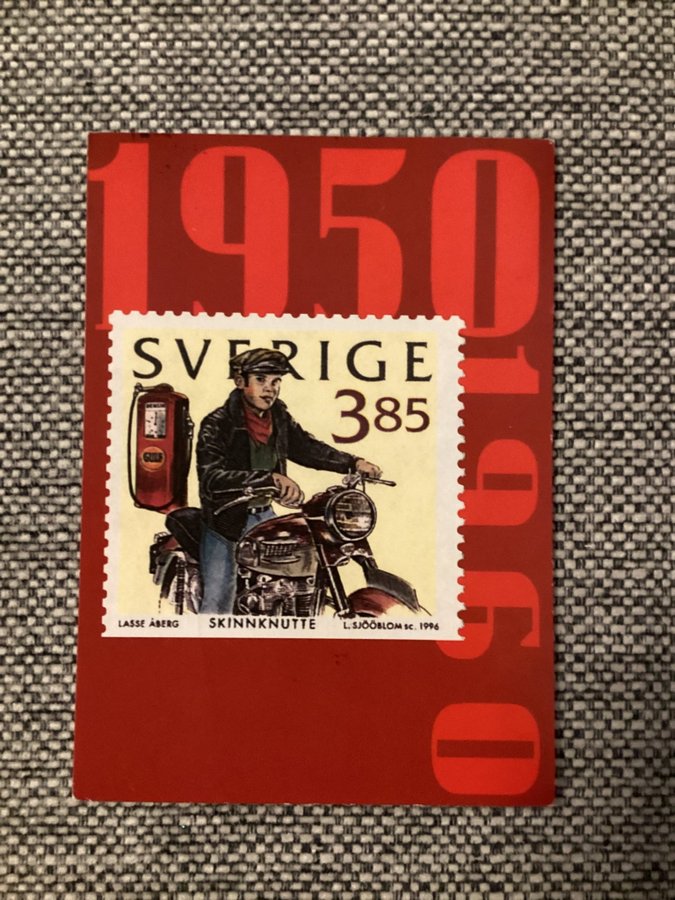 1950
SVERIGE
3.85
LASSE ÅBERG
SKINNKNUTTE
L. SJÖÖBLOM sc. 1996
1960